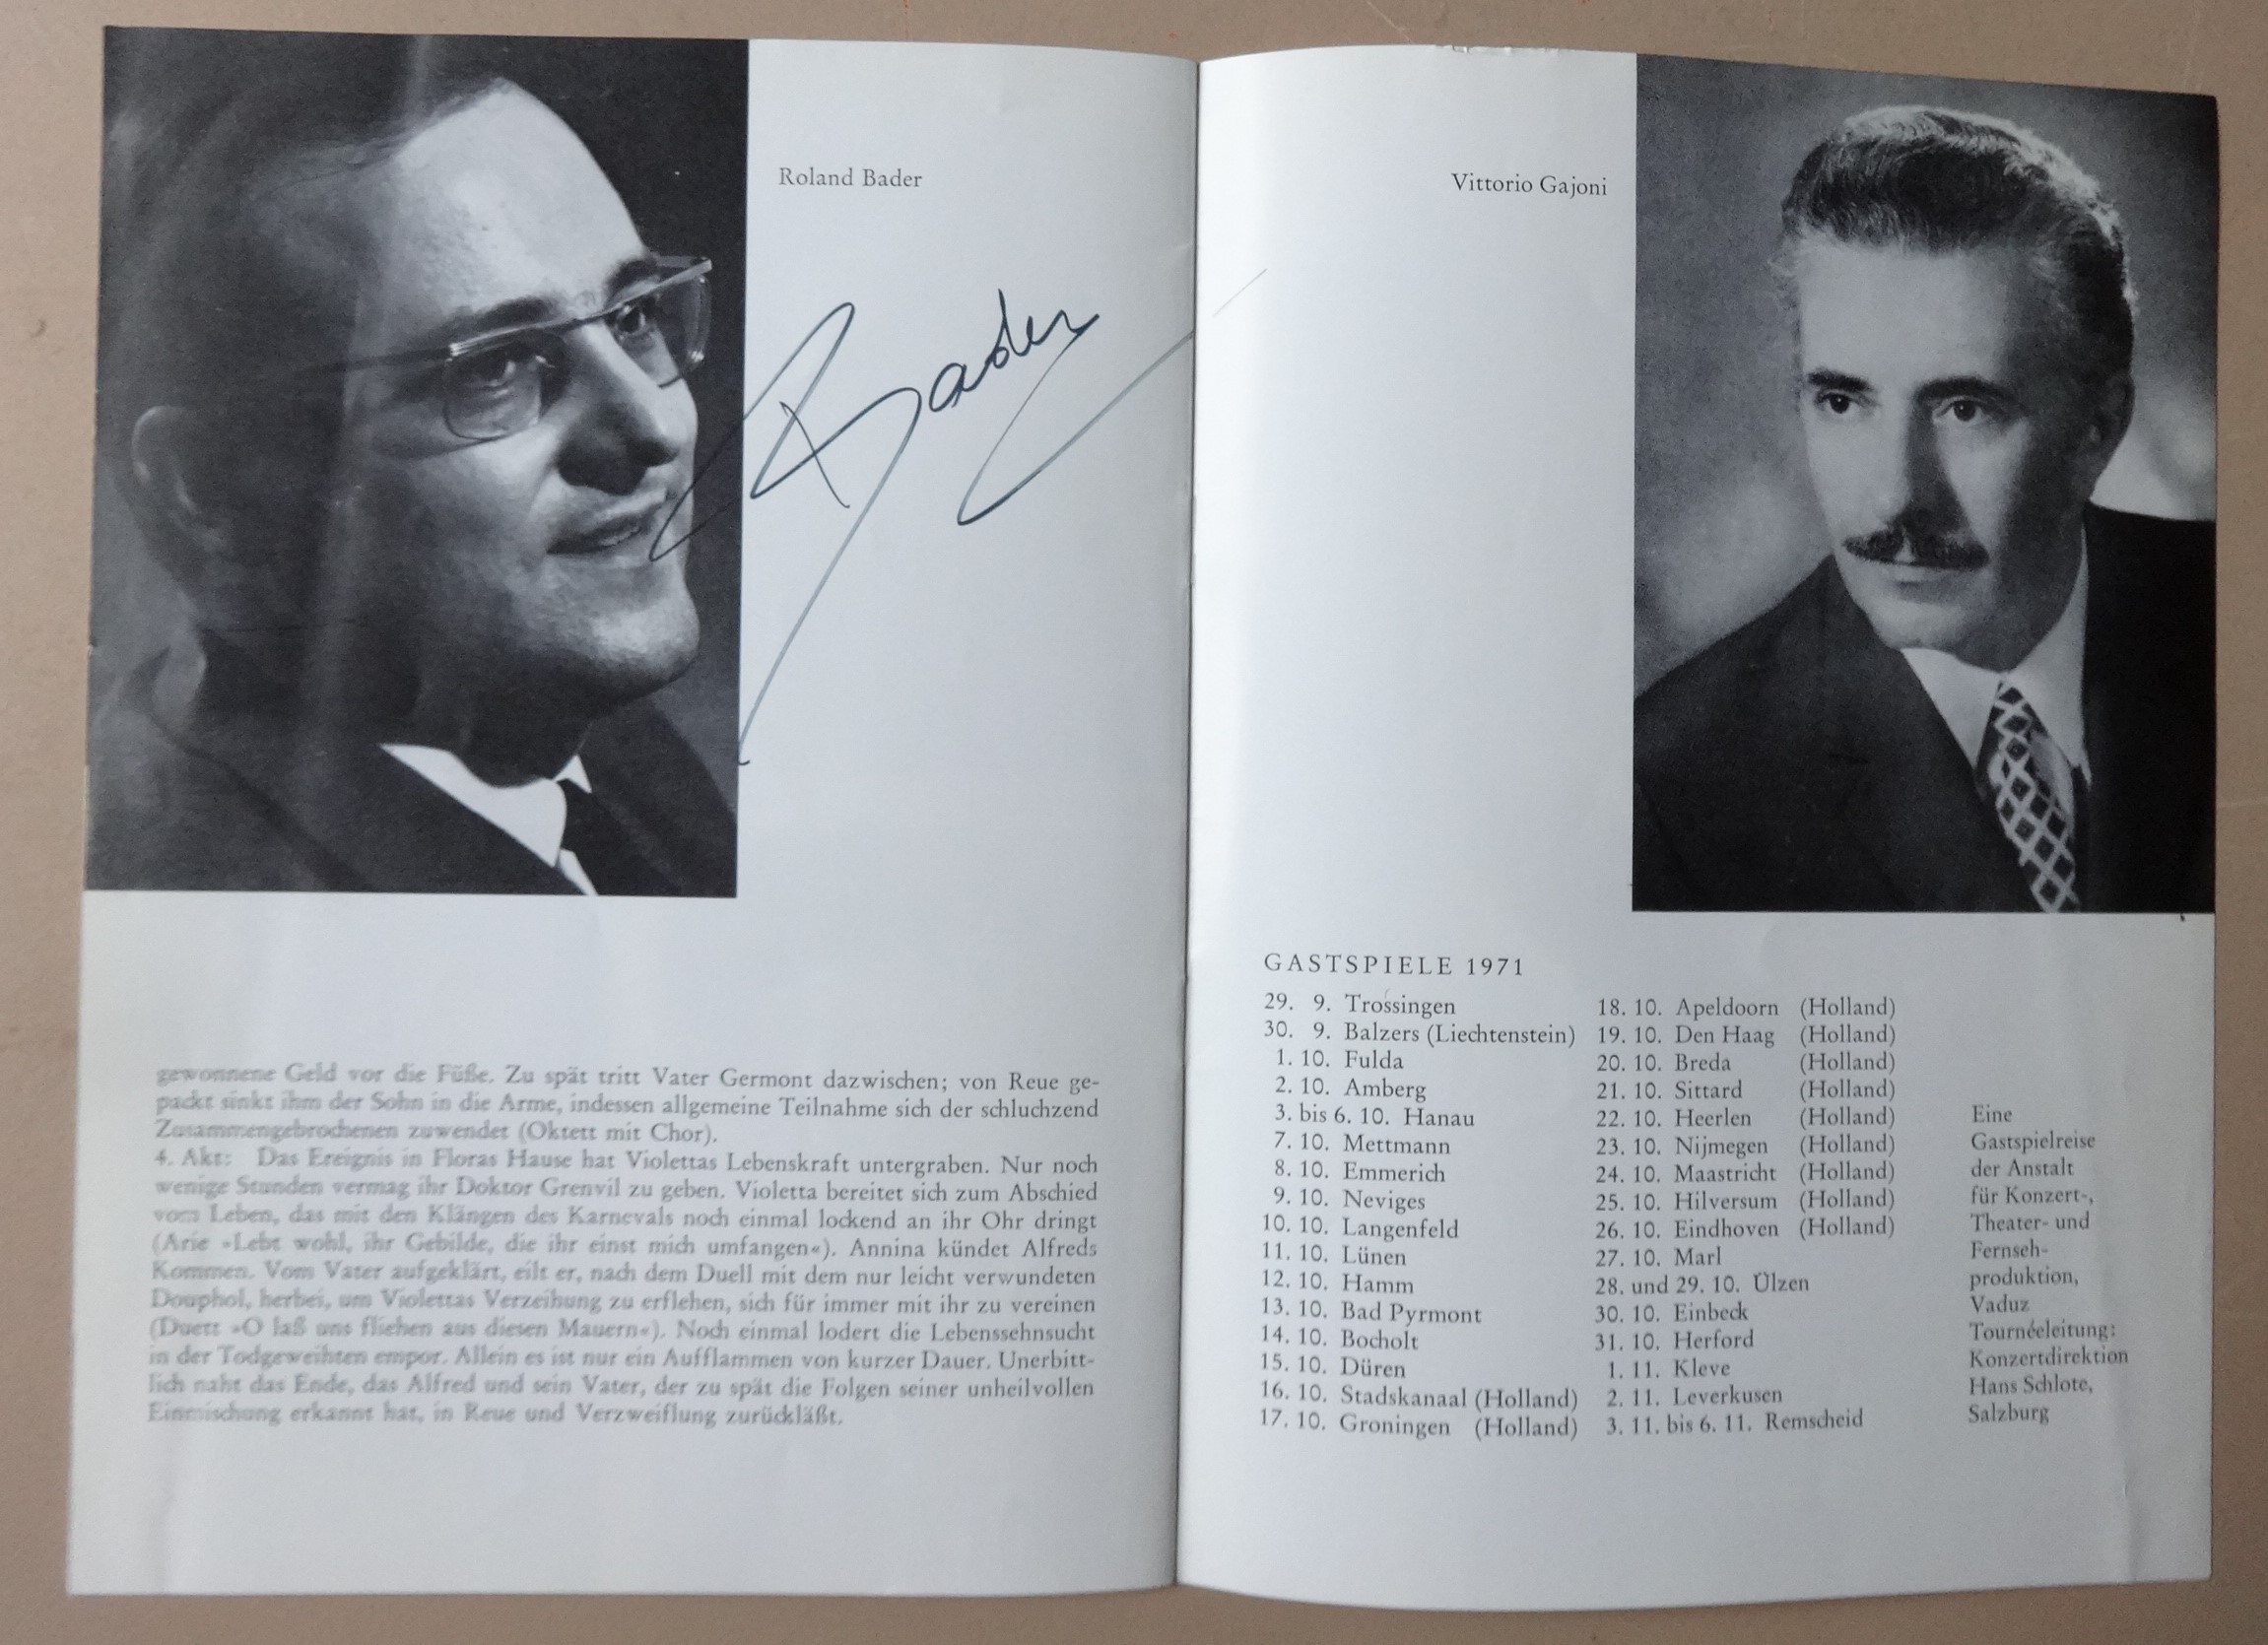 Roland Bader
Bader
gewonnene Geld vor die Füße. Zu spät tritt Vater Germont dazwischen; von Reue ge-
packt sinkt ihm der Sohn in die Arme, indessen allgemeine Teilnahme sich der schluchzend
Zusammengebrochenen zuwendet (Oktett mit Chor).
4. Akt: Das Ereignis in Floras Hause hat Violettas Lebenskraft untergraben. Nur noch
wenige Stunden vermag ihr Doktor Grenvil zu geben. Violetta bereitet sich zum Abschied
vom Leben, das mit den Klängen des Karnevals noch einmal lockend an ihr Ohr dringt
(Arie »Lebt wohl, ihr Gebilde, die ihr einst mich umfangen«). Annina kündet Alfreds
Kommen. Vom Vater aufgeklärt, eilt er, nach dem Duell mit dem nur leicht verwundeten
Douphol, herbei, um Violettas Verzeihung zu erflehen, sich für immer mit ihr zu vereinen
(Duett »O laß uns fliehen aus diesen Mauern«). Noch einmal lodert die Lebenssehnsucht
in der Todgeweihten empor. Allein es ist nur ein Aufflammen von kurzer Dauer. Unerbitt-
lich naht das Ende, das Alfred und sein Vater, der zu spät die Folgen seiner unheilvollen
Einmischung erkannt hat, in Reue und Verzweiflung zurückläßt.
Vittorio Gajoni
GASTSPIELE 1971
29. 9. Trossingen
30. 9. Balzers (Liechtenstein)
1. 10. Fulda
2. 10. Amberg
3. bis 6. 10. Hanau
7. 10. Mettmann
8. 10. Emmerich
9. 10. Neviges
10. 10. Langenfeld
11. 10. Lünen
12. 10. Hamm
13. 10. Bad Pyrmont
14. 10. Bocholt
15. 10. Düren
16. 10. Stadskanaal (Holland)
17. 10. Groningen (Holland)
18. 10. Apeldoorn (Holland)
19. 10. Den Haag (Holland)
20. 10. Breda (Holland)
21. 10. Sittard (Holland)
22. 10. Heerlen (Holland)
23. 10. Nijmegen (Holland)
24. 10. Maastricht (Holland)
25. 10. Hilversum (Holland)
26. 10. Eindhoven (Holland)
27. 10. Marl
28. und 29. 10. Ülzen
30. 10. Einbeck
31. 10. Herford
1. 11. Kleve
2. 11. Leverkusen
3. 11. bis 6. 11. Remscheid
Eine
Gastspielreise
der Anstalt
für Konzert-,
Theater- und
Fernseh-
produktion,
Vaduz
Tournéeleitung:
Konzertdirektion
Hans Schlote,
Salzburg